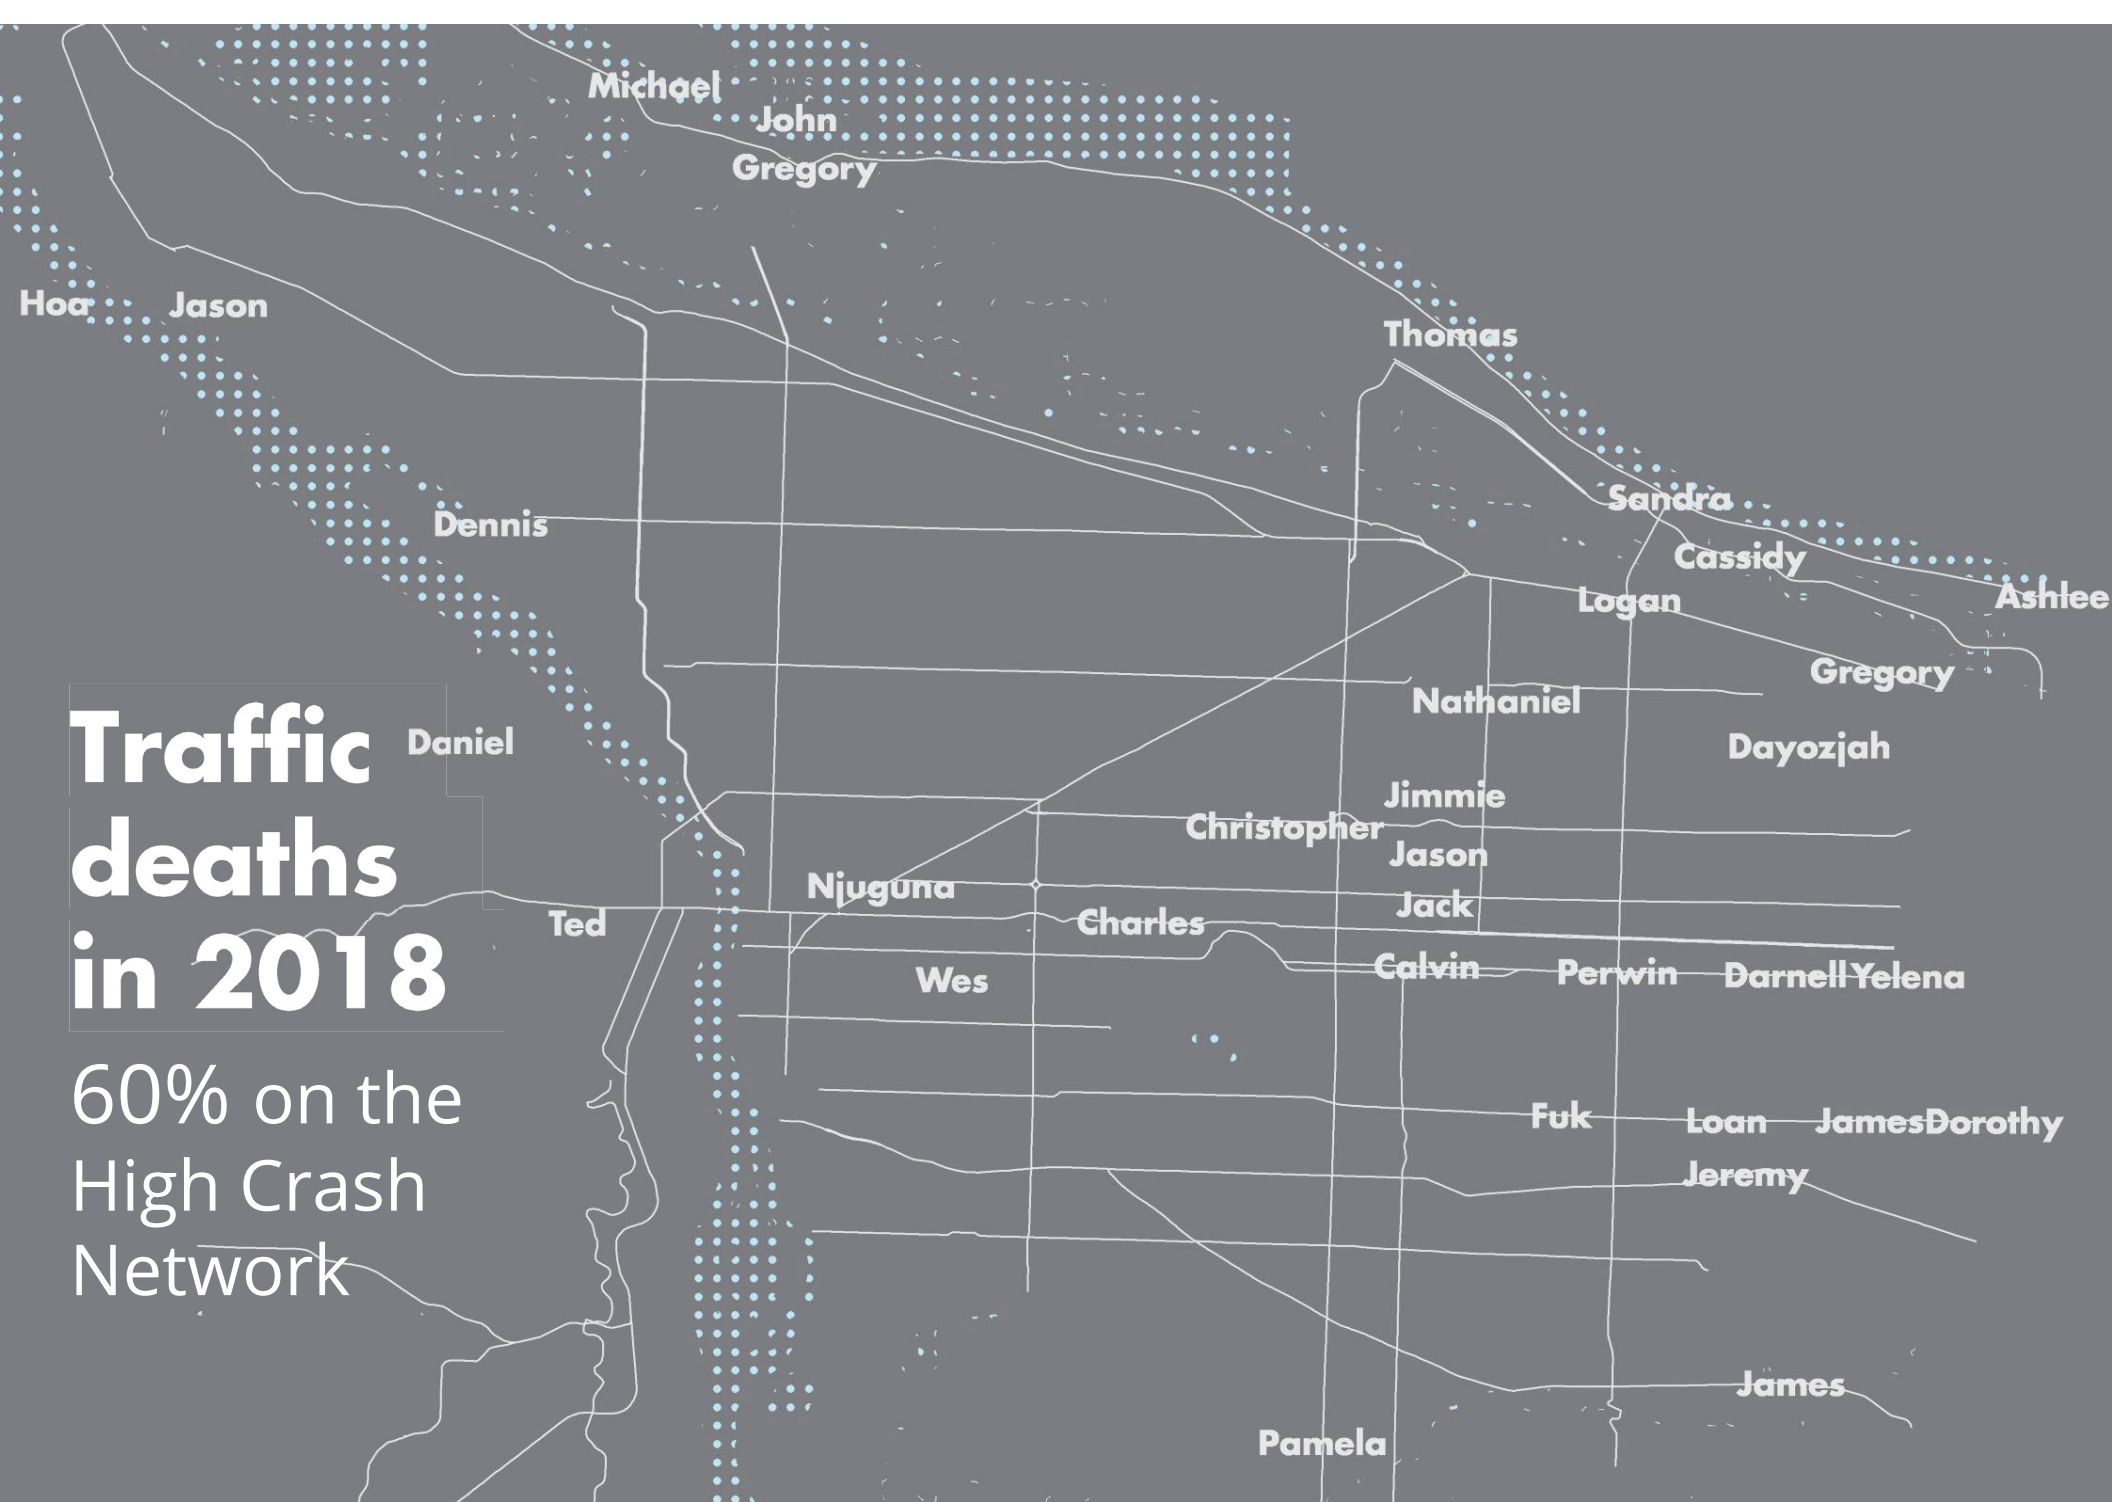 Michael
John
Gregory
Hoa
Jason
Thomas
Sandra
Dennis
Cassidy
Logan
Ashlee
Gregory
Nathaniel
Traffic
deaths
in 2018
Daniel
Dayozjah
Jimmie
Christopher
Jason
Njuguna
Jack
Ted
Charles
Calvin
Perwin
Darnell Yelena
Wes
60% on the
High Crash
Network
Fuk
Loan
James Dorothy
Jeremy
James
Pamela